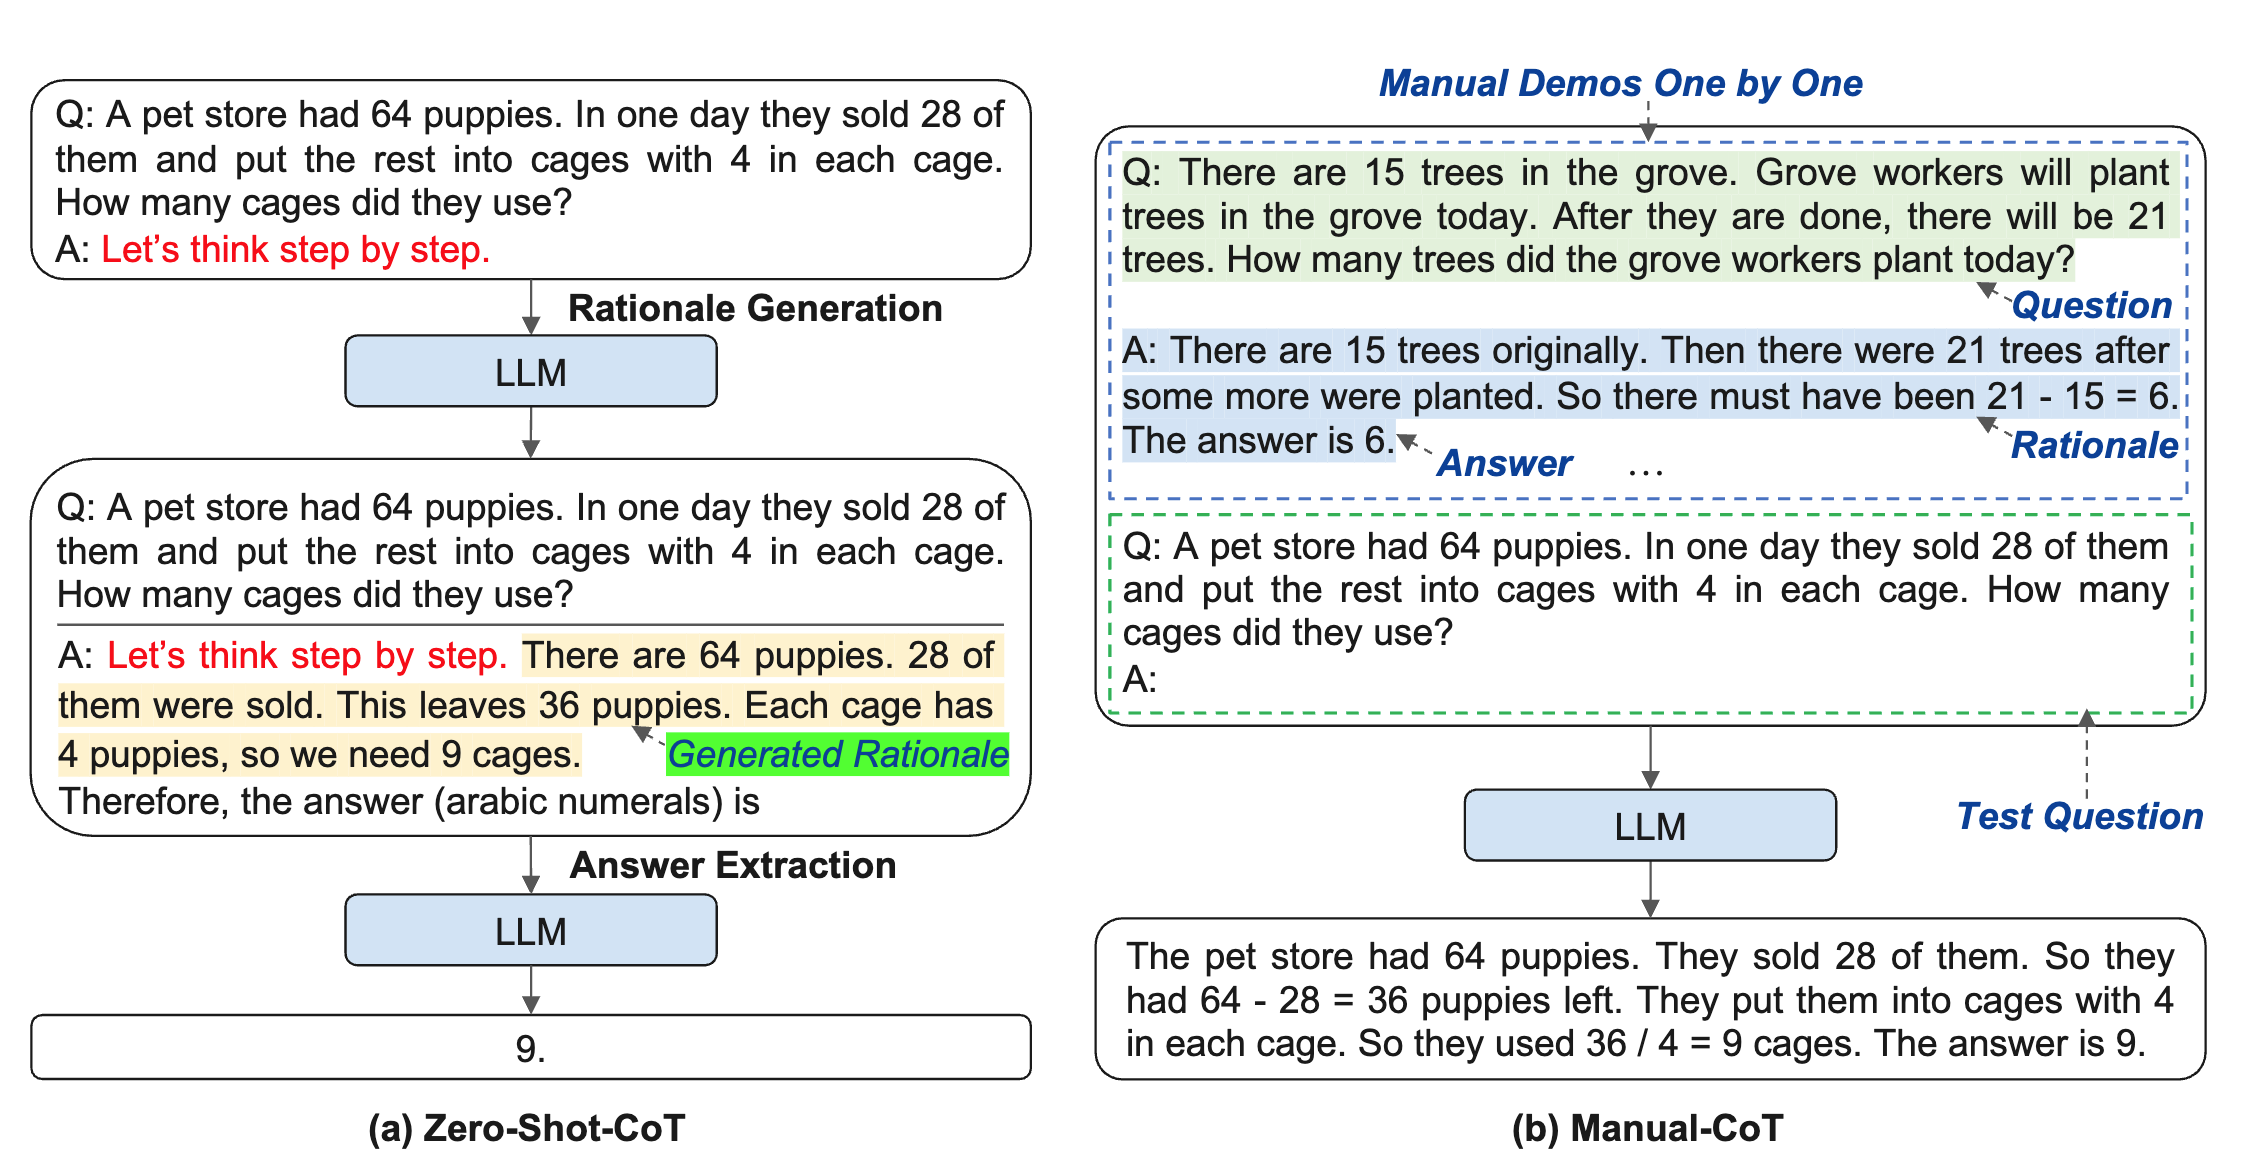 Q: A pet store had 64 puppies. In one day they sold 28 of
them and put the rest into cages with 4 in each cage.
How many cages did they use?
A: Let’s think step by step.
Rationale Generation
LLM
Q: A pet store had 64 puppies. In one day they sold 28 of
them and put the rest into cages with 4 in each cage.
How many cages did they use?
A: Let’s think step by step. There are 64 puppies. 28 of
them were sold. This leaves 36 puppies. Each cage has
4 puppies, so we need 9 cages.
Generated Rationale
Therefore, the answer (arabic numerals) is
Answer Extraction
LLM
9.
(a) Zero-Shot-CoT
Manual Demos One by One
Q: There are 15 trees in the grove. Grove workers will plant
trees in the grove today. After they are done, there will be 21
trees. How many trees did the grove workers plant today?
Question
A: There are 15 trees originally. Then there were 21 trees after
some more were planted. So there must have been 21 - 15 = 6.
The answer is 6.
Rationale
Answer
...
Q: A pet store had 64 puppies. In one day they sold 28 of them
and put the rest into cages with 4 in each cage. How many
cages did they use?
A:
LLM
Test Question
The pet store had 64 puppies. They sold 28 of them. So they
had 64 - 28 = 36 puppies left. They put them into cages with 4
in each cage. So they used 36 / 4 = 9 cages. The answer is 9.
(b) Manual-CoT